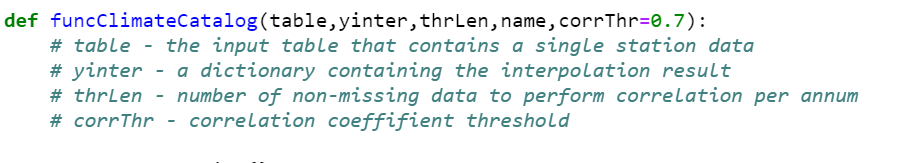 def funcClimateCatalog(table,yinter,thrLen,name,corrThr=0.7):
# table - the input table that contains a single station data
# yinter - a dictionary containing the interpolation result
# thrLen - number of non-missing data to perform correlation per annum
# corrThr - correlation coeffifient threshold